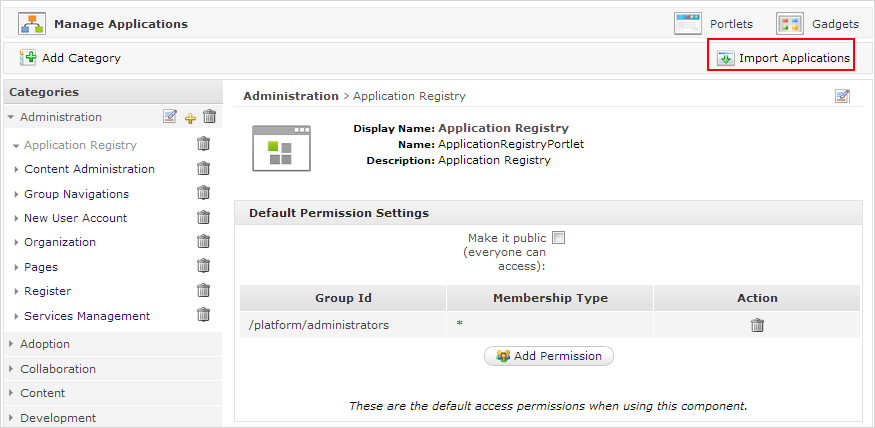 Manage Applications
Portlets
Gadgets
Add Category
Import Applications
Categories
Administration
Application Registry
Content Administration
Group Navigations
New User Account
Organization
Pages
Register
Services Management
Adoption
Collaboration
Content
Development
Administration > Application Registry
Display Name: Application Registry
Name: ApplicationRegistryPortlet
Description: Application Registry
Default Permission Settings
Make it public
(everyone can
access):
Group Id Membership Type Action
/platform/administrators *
Add Permission
These are the default access permissions when using this component.